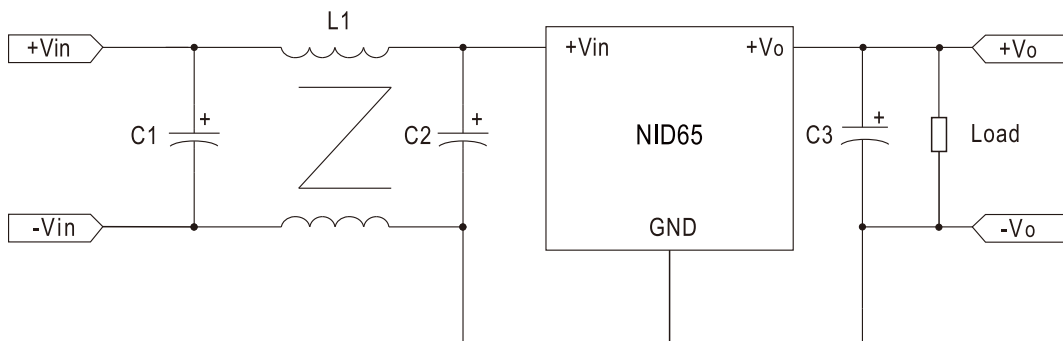 L1
+Vin
+Vin
+Vo
+Vo
C1
+
C2
+
NID65
C3
+
Load
-Vin
GND
-Vo